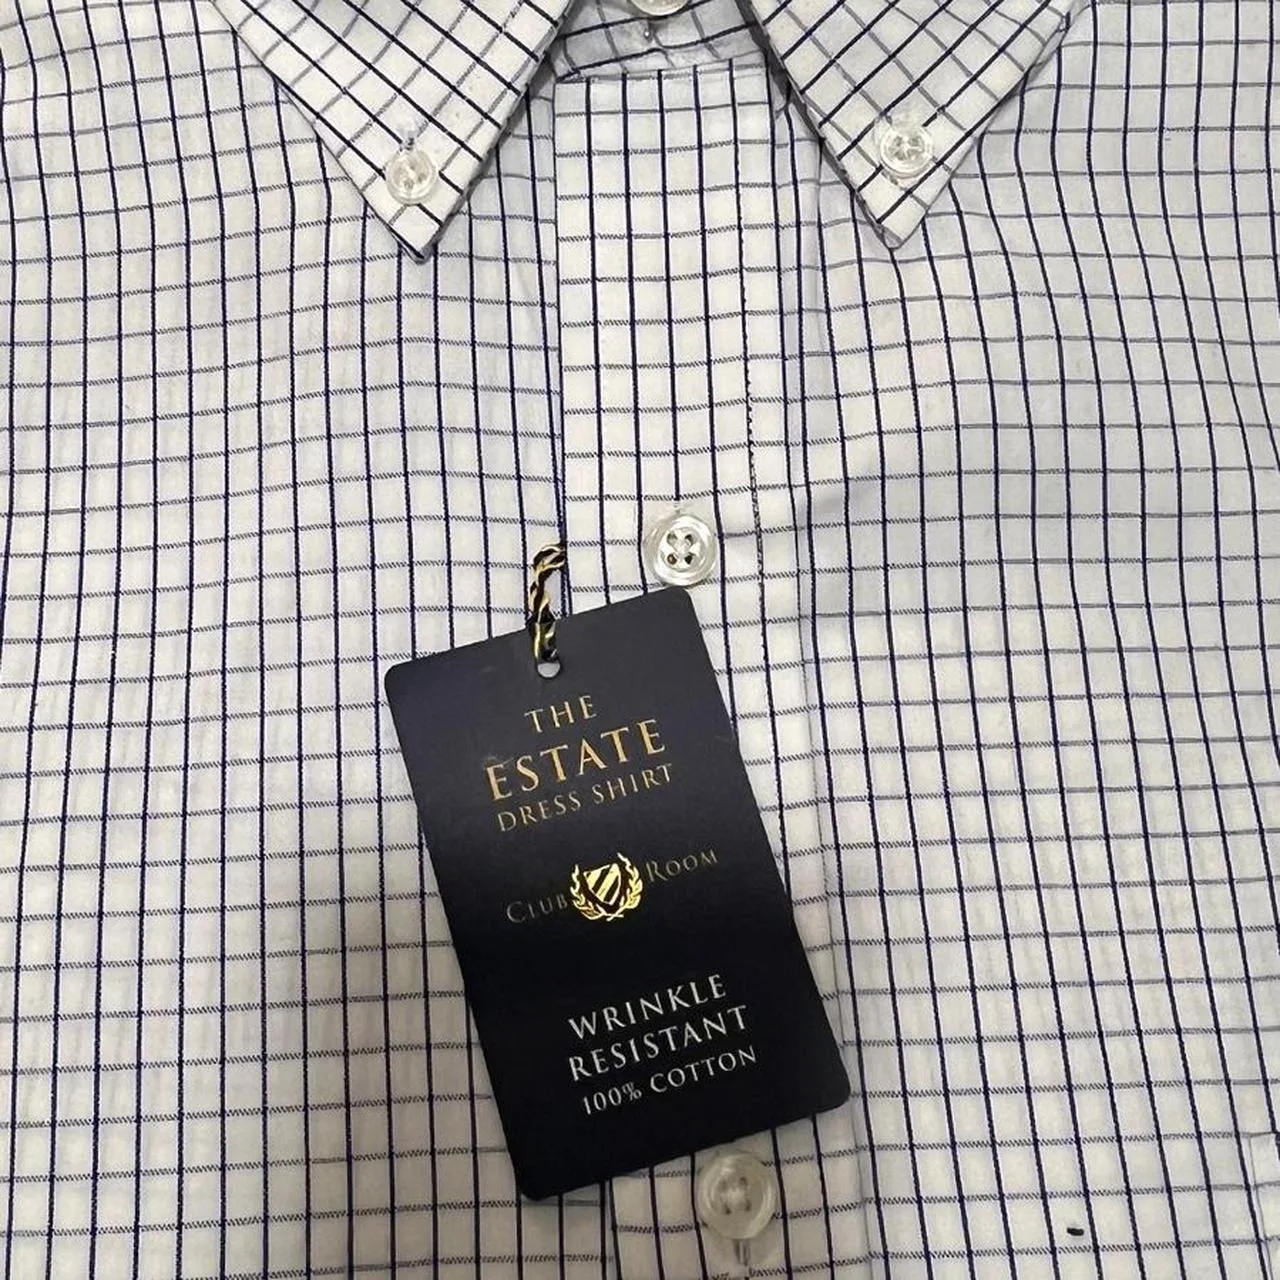 THE
ESTATE
DRESS SHIRT
CLUB ROOM
WRINKLE
RESISTANT
100% COTTON